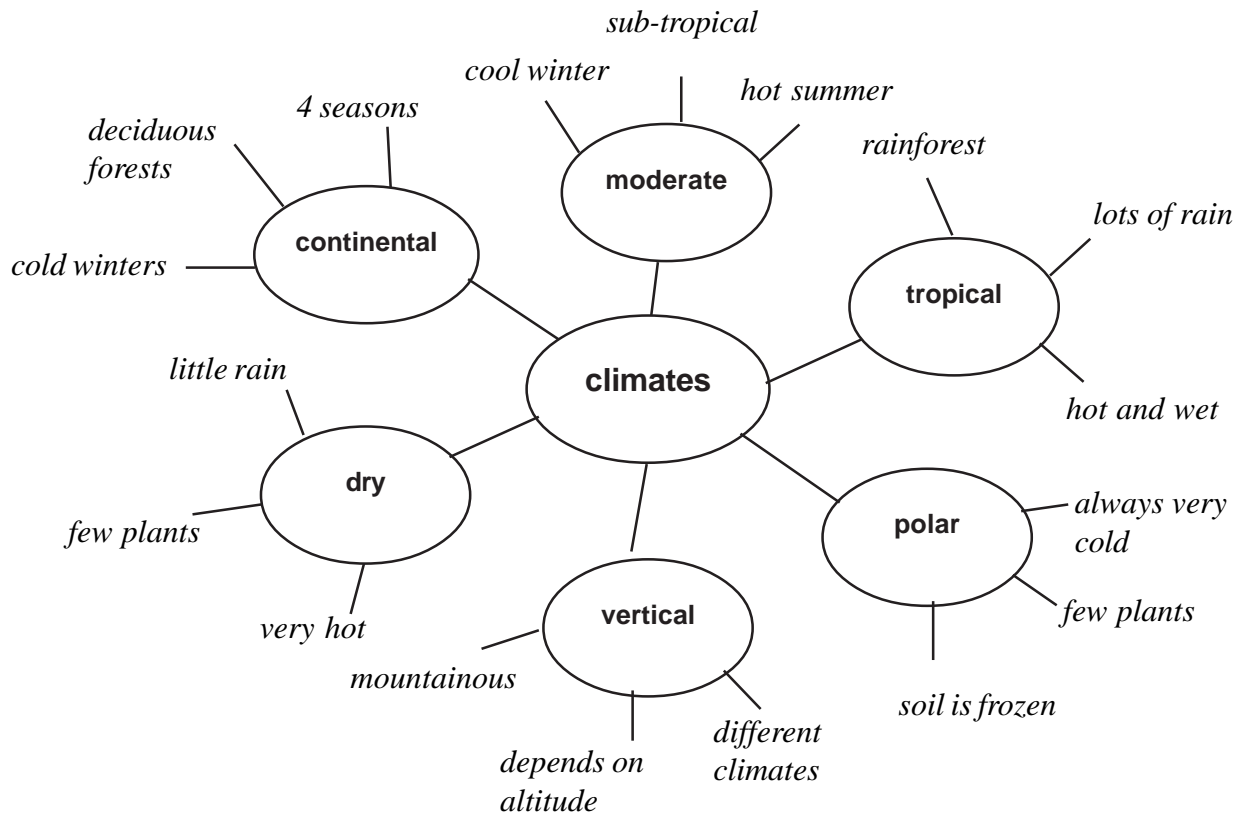 sub-tropical
cool winter
hot summer
4 seasons
deciduous
forests
rainforest
moderate
lots of rain
continental
cold winters
tropical
climates
little rain
hot and wet
dry
few plants
always very
cold
polar
few plants
vertical
very hot
mountainous
soil is frozen
different
climates
depends on
altitude